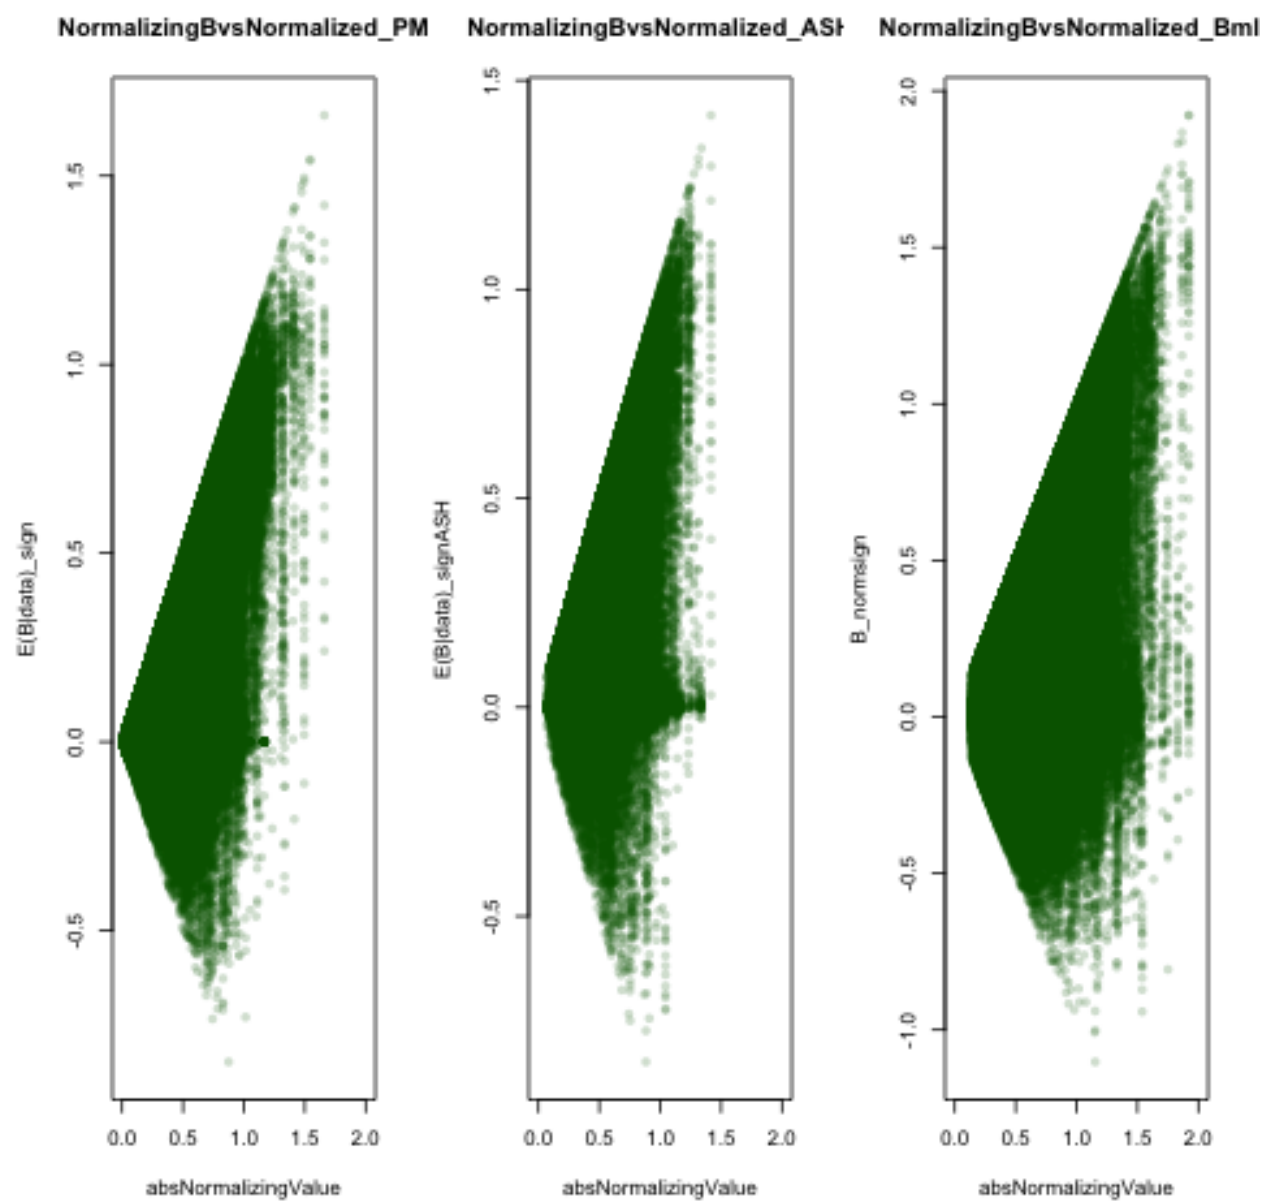 NormalizingBvsNormalized_PM
E(B|data)_sign
-0.5
0.0
0.5
1.0
1.5
0.0 0.5 1.0 1.5 2.0
absNormalizingValue
NormalizingBvsNormalized_ASH
E(B|data)_signASH
-0.5
0.0
0.5
1.0
1.5
0.0 0.5 1.0 1.5 2.0
absNormalizingValue
NormalizingBvsNormalized_Bml
B_normsign
-1.0
-0.5
0.0
0.5
1.0
1.5
2.0
0.0 0.5 1.0 1.5 2.0
absNormalizingValue